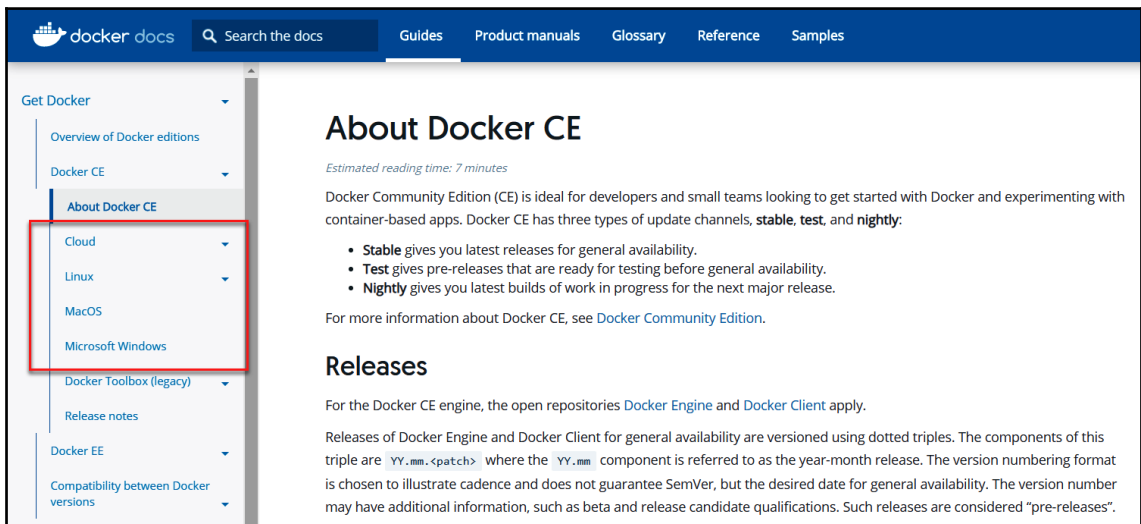 docker docs
Search the docs
Guides
Product manuals
Glossary
Reference
Samples
Get Docker
Overview of Docker editions
Docker CE
About Docker CE
Cloud
Linux
MacOS
Microsoft Windows
Docker Toolbox (legacy)
Release notes
Docker EE
Compatibility between Docker
versions
About Docker CE
Estimated reading time: 7 minutes
Docker Community Edition (CE) is ideal for developers and small teams looking to get started with Docker and experimenting with
container-based apps. Docker CE has three types of update channels, stable, test, and nightly:
• Stable gives you latest releases for general availability.
• Test gives pre-releases that are ready for testing before general availability.
• Nightly gives you latest builds of work in progress for the next major release.
For more information about Docker CE, see Docker Community Edition.
Releases
For the Docker CE engine, the open repositories Docker Engine and Docker Client apply.
Releases of Docker Engine and Docker Client for general availability are versioned using dotted triples. The components of this
triple are YY.mm.<patch> where the YY.mm component is referred to as the year-month release. The version numbering format
is chosen to illustrate cadence and does not guarantee SemVer, but the desired date for general availability. The version number
may have additional information, such as beta and release candidate qualifications. Such releases are considered “pre-releases”.